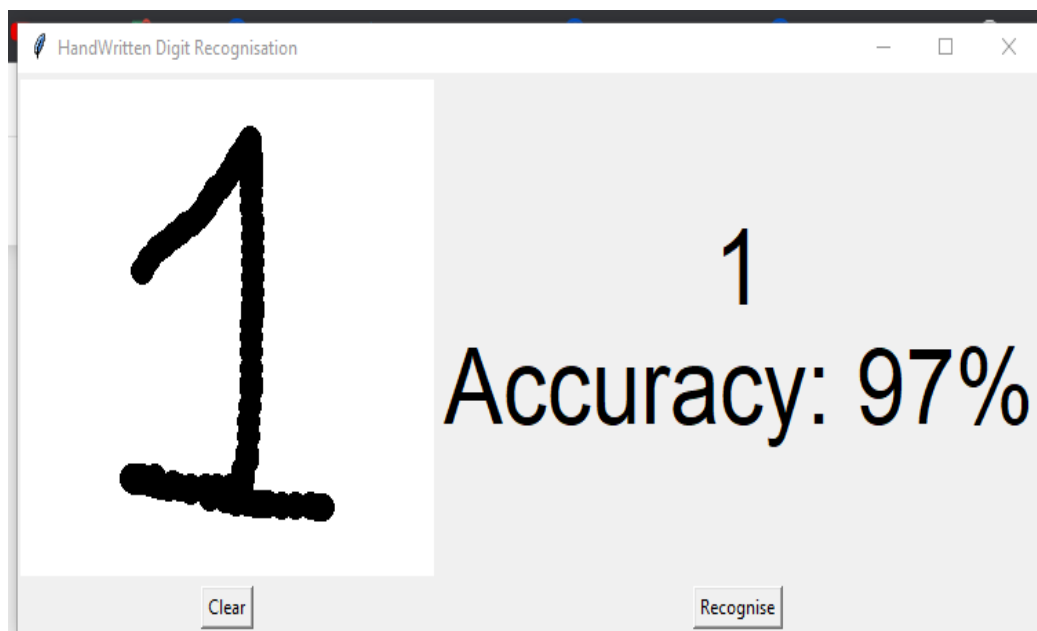 HandWritten Digit Recognisation
1
1
Accuracy: 97%
Clear
Recognise